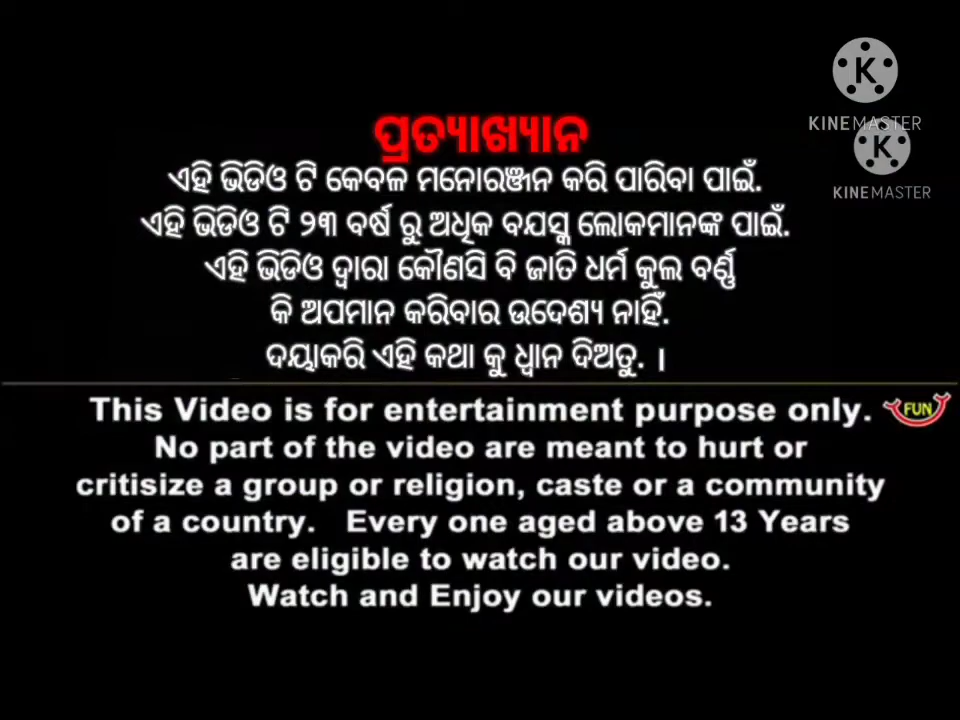 KINEMASTER
KINEMASTER
ପ୍ରତ୍ୟାଖ୍ୟାନ
ଏହି ଭିଡିଓ ଟି କେବଳ ମନୋରଞ୍ଜନ କରି ପାରିବା ପାଇଁ.
ଏହି ଭିଡିଓ ଟି ୨୩ ବର୍ଷ ରୁ ଅଧିକ ବଯସ୍କ ଲୋକମାନଙ୍କ ପାଇଁ.
ଏହି ଭିଡିଓ ଦ୍ଵାରା କୌଣସି ବି ଜାତି ଧର୍ମ କୁଲ ବର୍ଣ୍ଣ
କି ଅପମାନ କରିବାର ଉଦେଶ୍ୟ ନାହିଁ.
ଦୟାକରି ଏହି କଥା କୁ ଧ୍ୟାନ ଦିଅତୁ. ।
This Video is for entertainment purpose only.
FUN
No part of the video are meant to hurt or
critisize a group or religion, caste or a community
of a country. Every one aged above 13 Years
are eligible to watch our video.
Watch and Enjoy our videos.